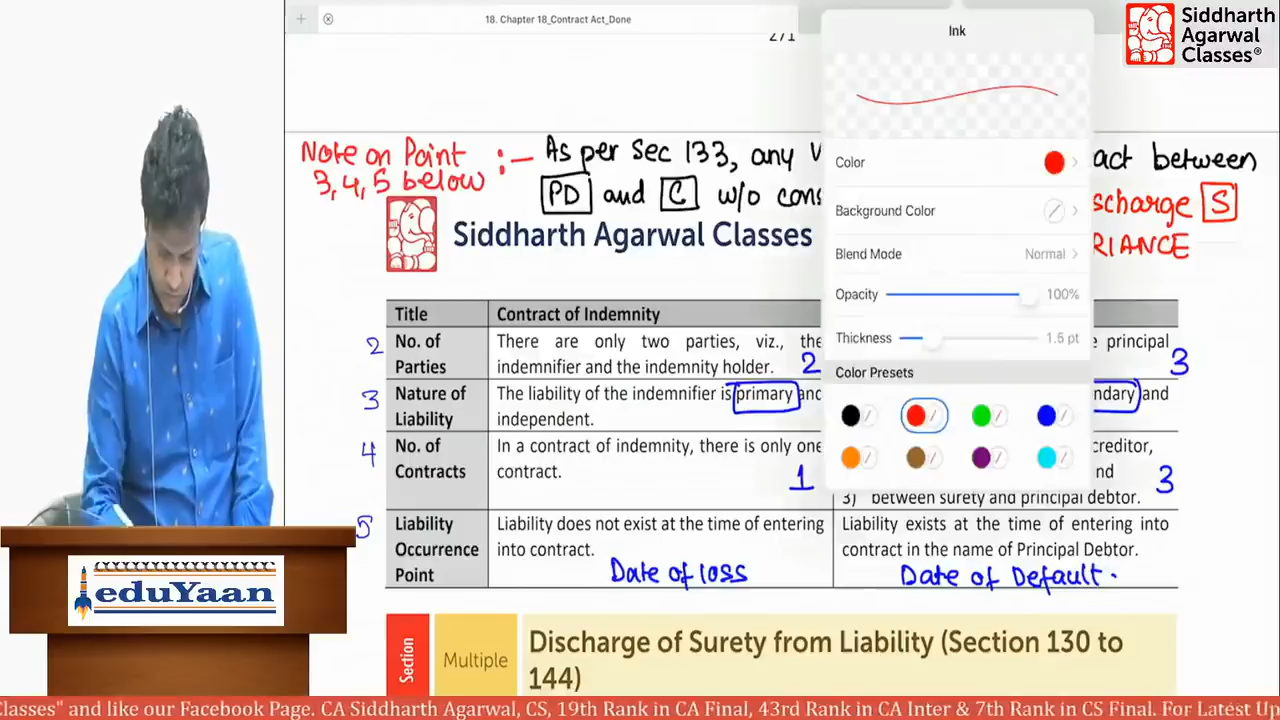 18. Chapter 18_Contract Act_Done
271
Ink
Siddharth
Agarwal
Classes®
Note on Point
3, 4, 5 below :-
As per Sec 133, any
act between
PD and C w/o cons
scharge S
RIANCE
Siddharth Agarwal Classes
Color
Background Color
Blend Mode Normal
Opacity 100%
Thickness 1.5 pt
Color Presets
Title Contract of Indemnity
2 No. of Parties
There are only two parties, viz., the
indemnifier and the indemnity holder. 2
e principal
3
3 Nature of Liability
The liability of the indemnifier is primary and
independent.
ndary and
4 No. of Contracts
In a contract of indemnity, there is only one
contract. 1
creditor,
nd
3) between surety and principal debtor. 3
5 Liability Occurrence Point
Liability does not exist at the time of entering
into contract.
Date of loss
Liability exists at the time of entering into
contract in the name of Principal Debtor.
Date of Default.
Section
Multiple
Discharge of Surety from Liability (Section 130 to
144)
eduYaan
Classes" and like our Facebook Page. CA Siddharth Agarwal, CS, 19th Rank in CA Final, 43rd Rank in CA Inter & 7th Rank in CS Final. For Latest Up